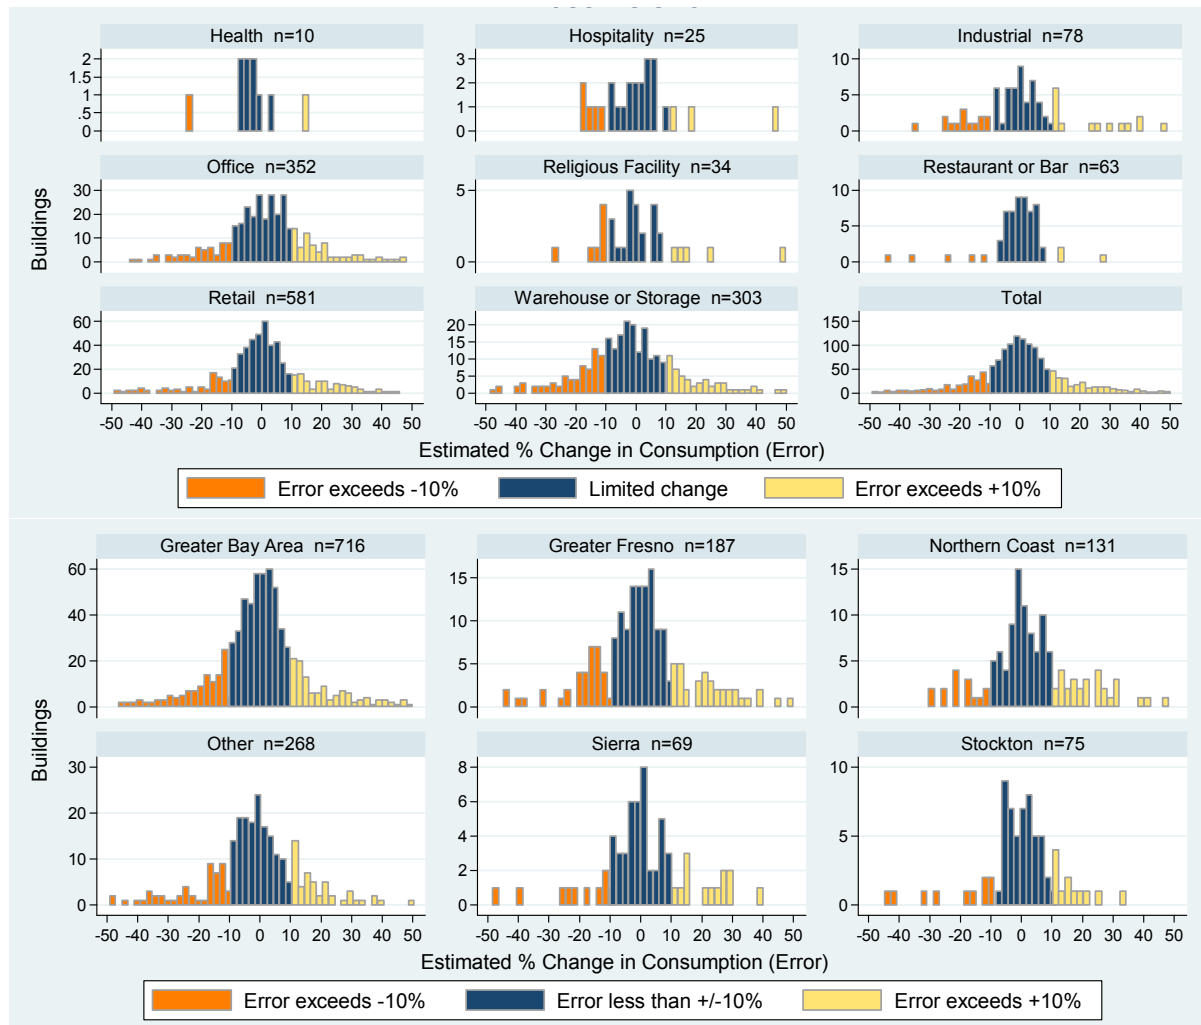 Health n=10
Hospitality n=25
Industrial n=78
2
1.5
1
.5
0
3
2
1
0
10
5
0
Office n=352
Religious Facility n=34
Restaurant or Bar n=63
30
20
10
0
5
0
10
5
0
Buildings
Retail n=581
Warehouse or Storage n=303
Total
60
40
20
0
20
15
10
5
0
150
100
50
0
-50 -40 -30 -20 -10 0 10 20 30 40 50
-50 -40 -30 -20 -10 0 10 20 30 40 50
-50 -40 -30 -20 -10 0 10 20 30 40 50
Estimated % Change in Consumption (Error)
Error exceeds -10% Limited change Error exceeds +10%
Greater Bay Area n=716
Greater Fresno n=187
Northern Coast n=131
60
40
20
0
15
10
5
0
15
10
5
0
Buildings
Other n=268
Sierra n=69
Stockton n=75
30
20
10
0
8
6
4
2
0
10
5
0
-50 -40 -30 -20 -10 0 10 20 30 40 50
-50 -40 -30 -20 -10 0 10 20 30 40 50
-50 -40 -30 -20 -10 0 10 20 30 40 50
Estimated % Change in Consumption (Error)
Error exceeds -10% Error less than +/-10% Error exceeds +10%